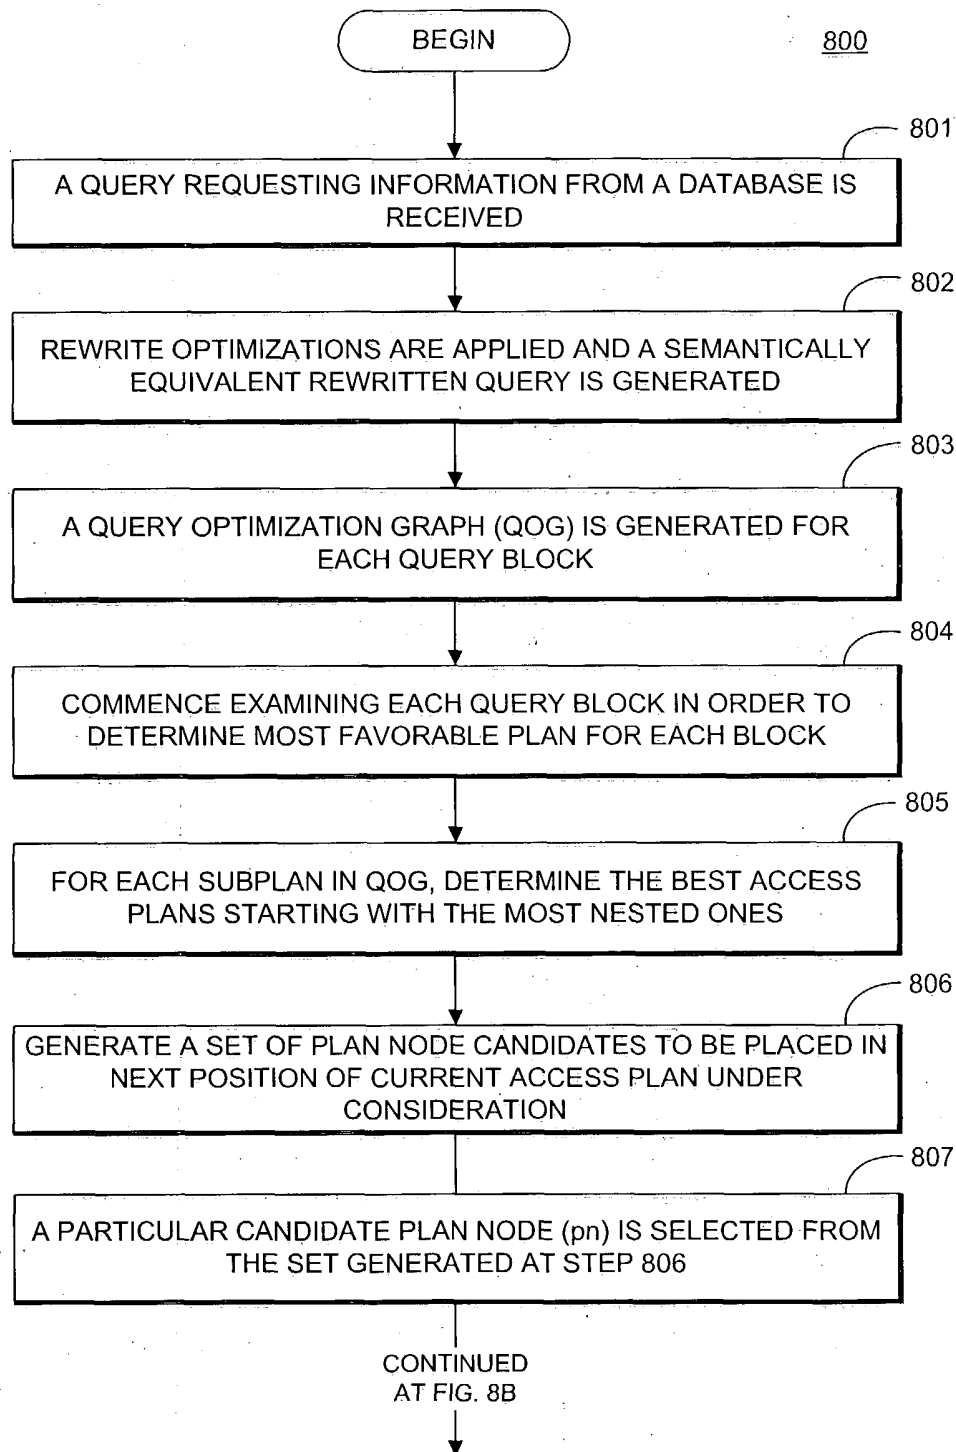 BEGIN
800
801
A QUERY REQUESTING INFORMATION FROM A DATABASE IS
RECEIVED
802
REWRITE OPTIMIZATIONS ARE APPLIED AND A SEMANTICALLY
EQUIVALENT REWRITTEN QUERY IS GENERATED
803
A QUERY OPTIMIZATION GRAPH (QOG) IS GENERATED FOR
EACH QUERY BLOCK
804
COMMENCE EXAMINING EACH QUERY BLOCK IN ORDER TO
DETERMINE MOST FAVORABLE PLAN FOR EACH BLOCK
805
FOR EACH SUBPLAN IN QOG, DETERMINE THE BEST ACCESS
PLANS STARTING WITH THE MOST NESTED ONES
806
GENERATE A SET OF PLAN NODE CANDIDATES TO BE PLACED IN
NEXT POSITION OF CURRENT ACCESS PLAN UNDER
CONSIDERATION
807
A PARTICULAR CANDIDATE PLAN NODE (pn) IS SELECTED FROM
THE SET GENERATED AT STEP 806
CONTINUED
AT FIG. 8B